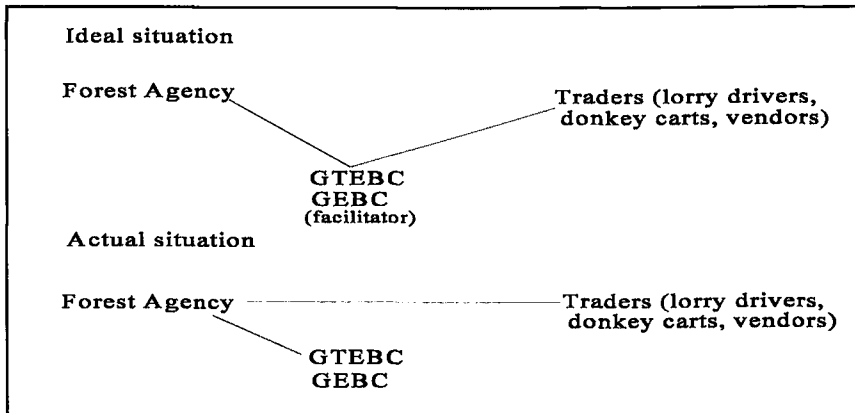 Ideal situation
Forest Agency
Traders (lorry drivers,
donkey carts, vendors)
GTEBC
GEBC
(facilitator)
Actual situation
Forest Agency
Traders (lorry drivers,
donkey carts, vendors)
GTEBC
GEBC